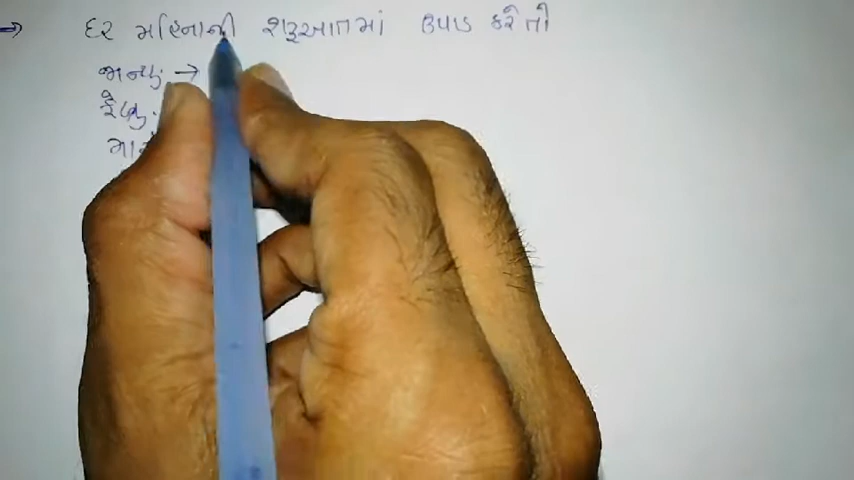 → દર મહિનાની શરૂઆતમાં ઉપાડ કરે તો
જાન્યુ. →
ફેબ્રુ.
માર્ચ